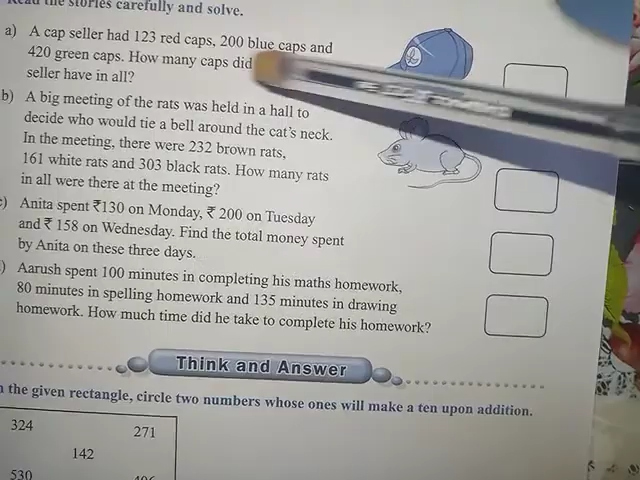 Read the stories carefully and solve.
a) A cap seller had 123 red caps, 200 blue caps and
420 green caps. How many caps did
seller have in all?
b) A big meeting of the rats was held in a hall to
decide who would tie a bell around the cat's neck.
In the meeting, there were 232 brown rats,
161 white rats and 303 black rats. How many rats
in all were there at the meeting?
) Anita spent ₹130 on Monday, ₹ 200 on Tuesday
and ₹ 158 on Wednesday. Find the total money spent
by Anita on these three days.
) Aarush spent 100 minutes in completing his maths homework,
80 minutes in spelling homework and 135 minutes in drawing
homework. How much time did he take to complete his homework?
Think and Answer
the given rectangle, circle two numbers whose ones will make a ten upon addition.
324 271
142
530